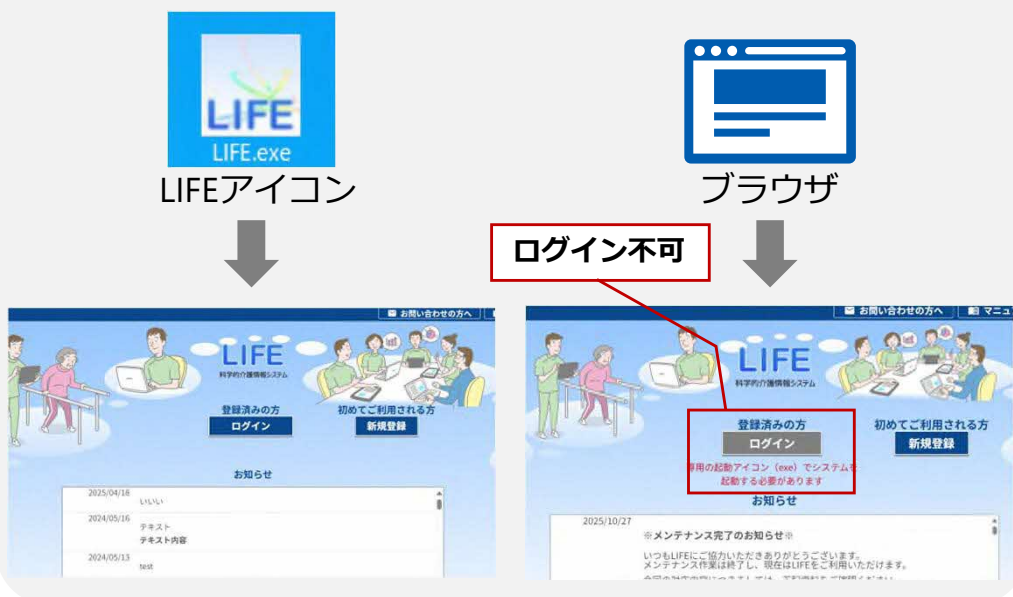 LIFE
LIFE.exe
LIFEアイコン
ブラウザ
ログイン不可
お問い合わせの方へ
LIFE
科学的介護情報システム
登録済みの方
ログイン
初めてご利用される方
新規登録
お知らせ
2025/04/18
いいい
2024/05/16
テキスト
テキスト内容
2024/05/13
test
お問い合わせの方へ
マニュ
LIFE
科学的介護情報システム
登録済みの方
ログイン
初めてご利用される方
新規登録
専用の起動アイコン（exe）でシステムを
起動する必要があります
お知らせ
2025/10/27
※メンテナンス完了のお知らせ※
いつもLIFEにご協力いただきありがとうございます。
メンテナンス作業は終了し、現在はLIFEをご利用いただけます。